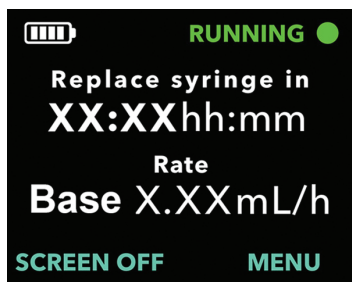 RUNNING
Replace syringe in
XX:XXhh:mm
Rate
Base X.XXmL/h
SCREEN OFF MENU